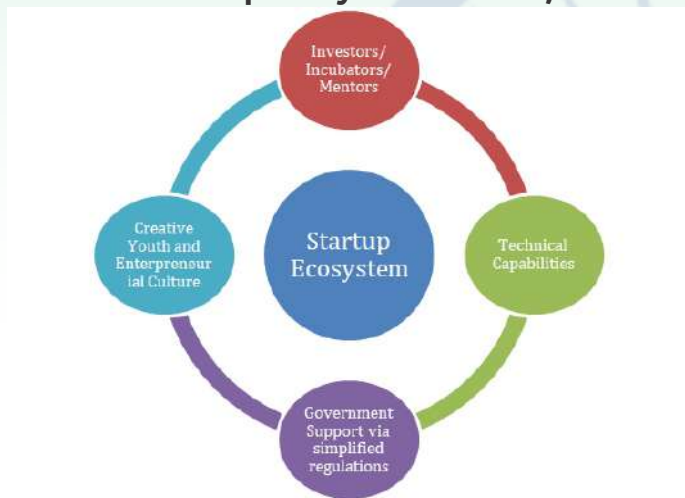 Investors/
Incubators/
Mentors
Creative
Youth and
Enterpreneur
ial Culture
Startup
Ecosystem
Technical
Capabilities
Government
Support via
simplified
regulations